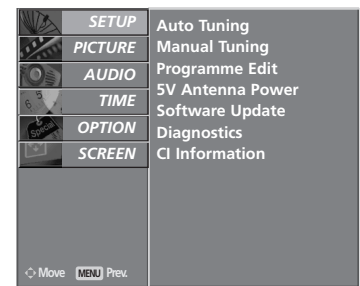 SETUP
PICTURE
AUDIO
TIME
OPTION
SCREEN
Auto Tuning
Manual Tuning
Programme Edit
5V Antenna Power
Software Update
Diagnostics
CI Information
Special
Move MENU Prev.